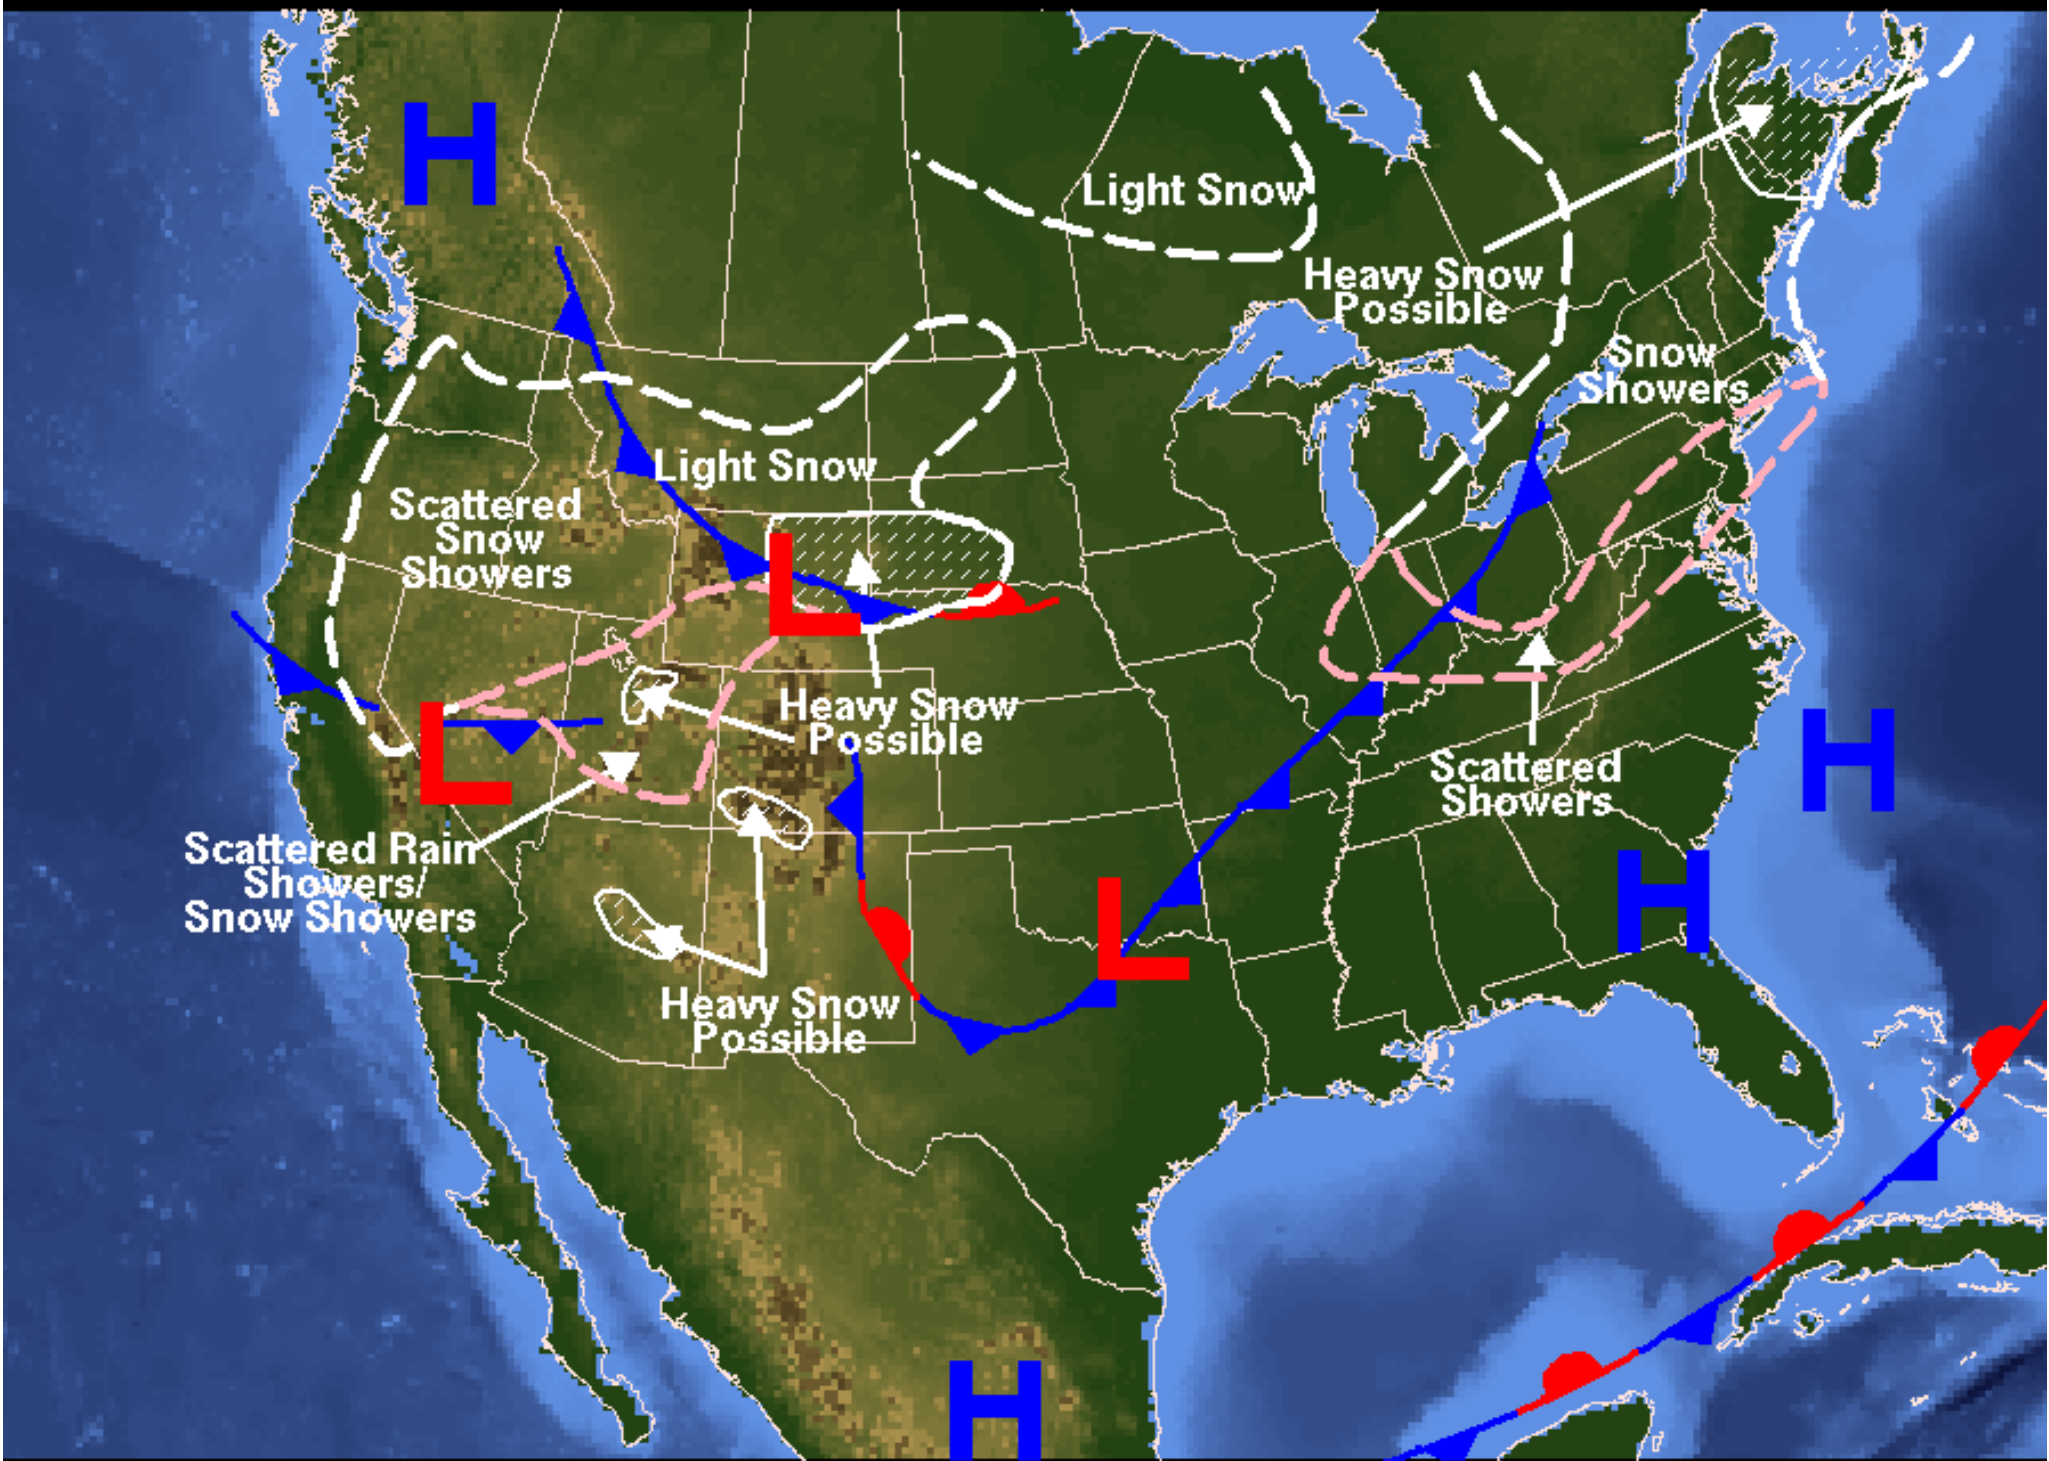 H
Light Snow
Heavy Snow
Possible
Snow
Showers
Light Snow
Scattered
Snow
Showers
L
Heavy Snow
Possible
L
Scattered
Showers
H
Scattered Rain
Showers/
Snow Showers
H
L
Heavy Snow
Possible
H